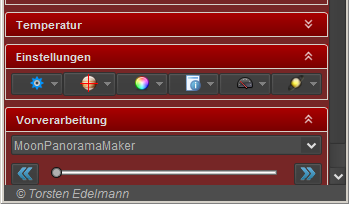 Temperatur
Einstellungen
Vorverarbeitung
MoonPanoramaMaker
© Torsten Edelmann